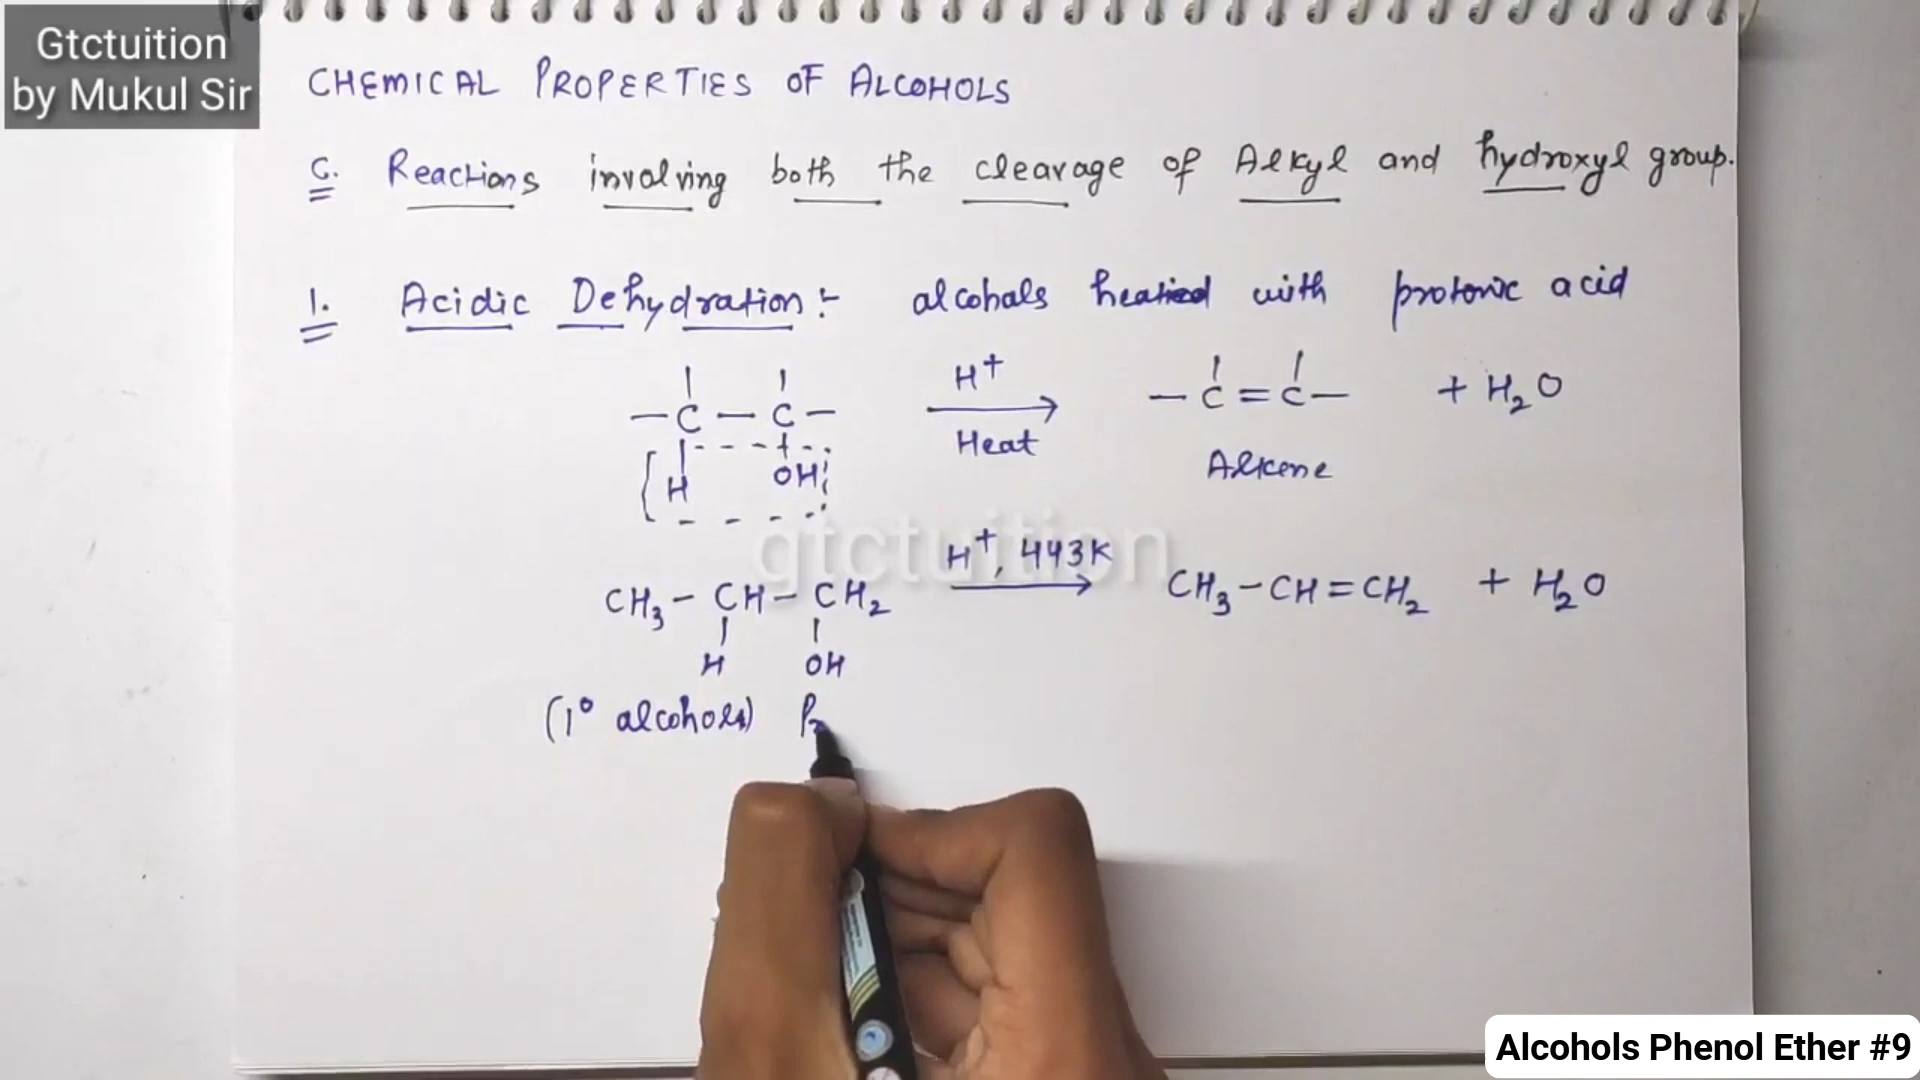 Gtctuition
by Mukul Sir
CHEMICAL PROPERTIES OF ALCOHOLS
C. Reactions involving both the cleavage of Alkyl and hydroxyl group.
1. Acidic Dehydration:- alcohals heated with protonic acid
H⁺
– C – C – → – C = C – + H₂O
Heat
H OH
Alkene
gtctuition
H⁺, 443K
CH₃ – CH – CH₂ → CH₃ – CH = CH₂ + H₂O
H OH
(1° alcohols)
Alcohols Phenol Ether #9